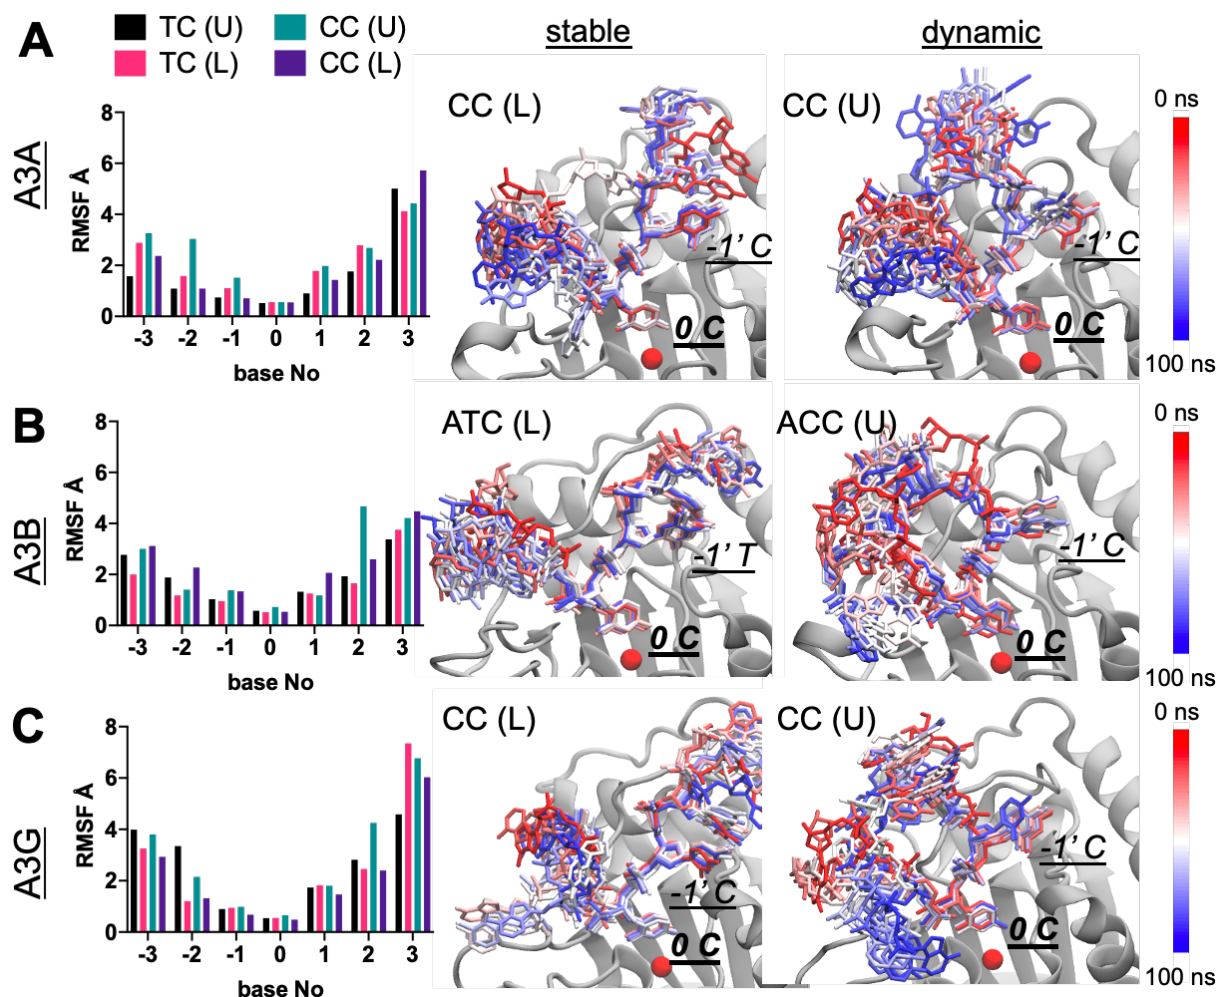 A
TC (U)
CC (U)
TC (L)
CC (L)
stable
dynamic
A3A
RMSF Å
8
6
4
2
0
-3 -2 -1 0 1 2 3
base No
CC (L)
-1' C
0 C
CC (U)
-1' C
0 C
0 ns
100 ns
B
A3B
RMSF Å
8
6
4
2
0
-3 -2 -1 0 1 2 3
base No
ATC (L)
-1' T
0 C
ACC (U)
-1' C
0 C
0 ns
100 ns
C
A3G
RMSF Å
8
6
4
2
0
-3 -2 -1 0 1 2 3
base No
CC (L)
-1' C
0 C
CC (U)
-1' C
0 C
0 ns
100 ns